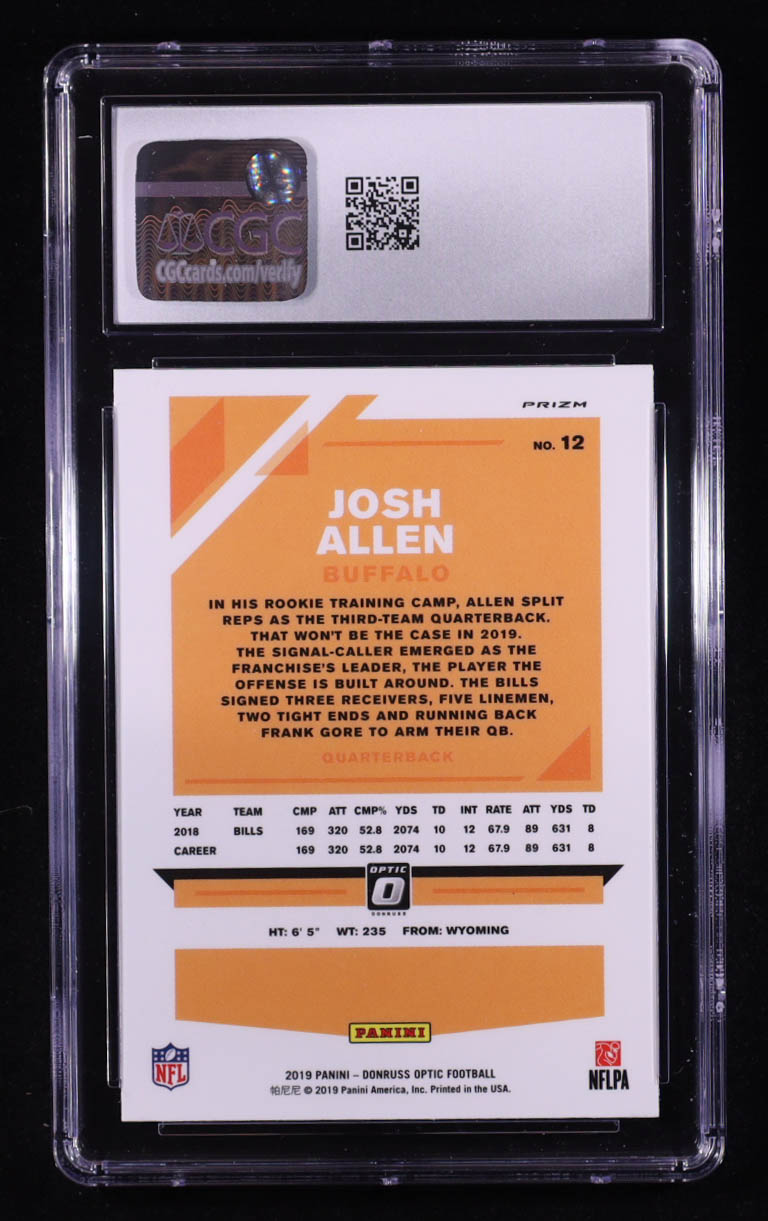 CGC
CGCcards.com/verify
PRIZM
NO. 12
JOSH
ALLEN
BUFFALO
IN HIS ROOKIE TRAINING CAMP, ALLEN SPLIT
REPS AS THE THIRD-TEAM QUARTERBACK.
THAT WON'T BE THE CASE IN 2019.
THE SIGNAL-CALLER EMERGED AS THE
FRANCHISE'S LEADER, THE PLAYER THE
OFFENSE IS BUILT AROUND. THE BILLS
SIGNED THREE RECEIVERS, FIVE LINEMEN,
TWO TIGHT ENDS AND RUNNING BACK
FRANK GORE TO ARM THEIR QB.
QUARTERBACK
YEAR TEAM CMP ATT CMP% YDS TD INT RATE ATT YDS TD
2018 BILLS 169 320 52.8 2074 10 12 67.9 89 631 8
CAREER 169 320 52.8 2074 10 12 67.9 89 631 8
OPTIC
O
DONRUSS
HT: 6' 5" WT: 235 FROM: WYOMING
PANINI
NFL
NFLPA
2019 PANINI – DONRUSS OPTIC FOOTBALL
帕尼尼 © 2019 Panini America, Inc. Printed in the USA.